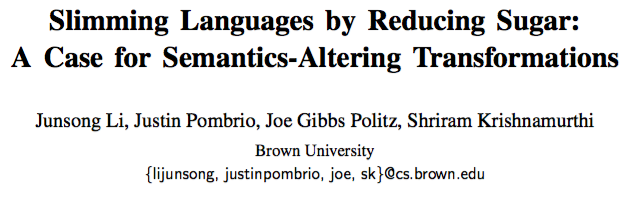 Slimming Languages by Reducing Sugar:
A Case for Semantics-Altering Transformations
Junsong Li, Justin Pombrio, Joe Gibbs Politz, Shriram Krishnamurthi
Brown University
{lijunsong, justinpombrio, joe, sk}@cs.brown.edu